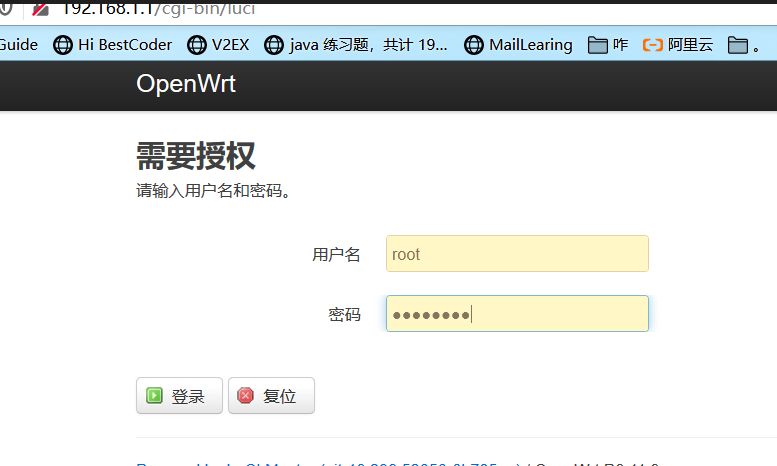 192.168.1.1/cgi-bin/luci
Guide Hi BestCoder V2EX java 练习题，共计 19... MailLearing 咋 阿里云 。
OpenWrt
需要授权
请输入用户名和密码。
用户名 root
密码 ••••••••
登录 复位